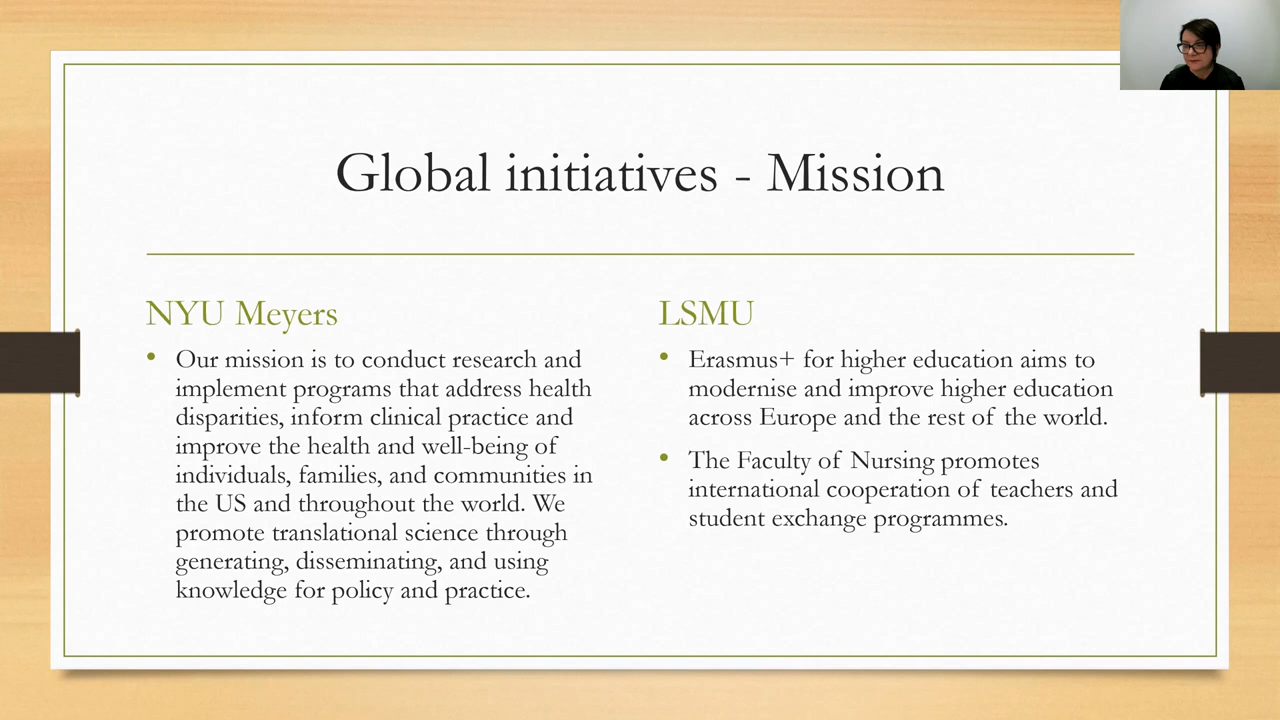 Global initiatives - Mission
NYU Meyers
• Our mission is to conduct research and
implement programs that address health
disparities, inform clinical practice and
improve the health and well-being of
individuals, families, and communities in
the US and throughout the world. We
promote translational science through
generating, disseminating, and using
knowledge for policy and practice.
LSMU
• Erasmus+ for higher education aims to
modernise and improve higher education
across Europe and the rest of the world.
• The Faculty of Nursing promotes
international cooperation of teachers and
student exchange programmes.